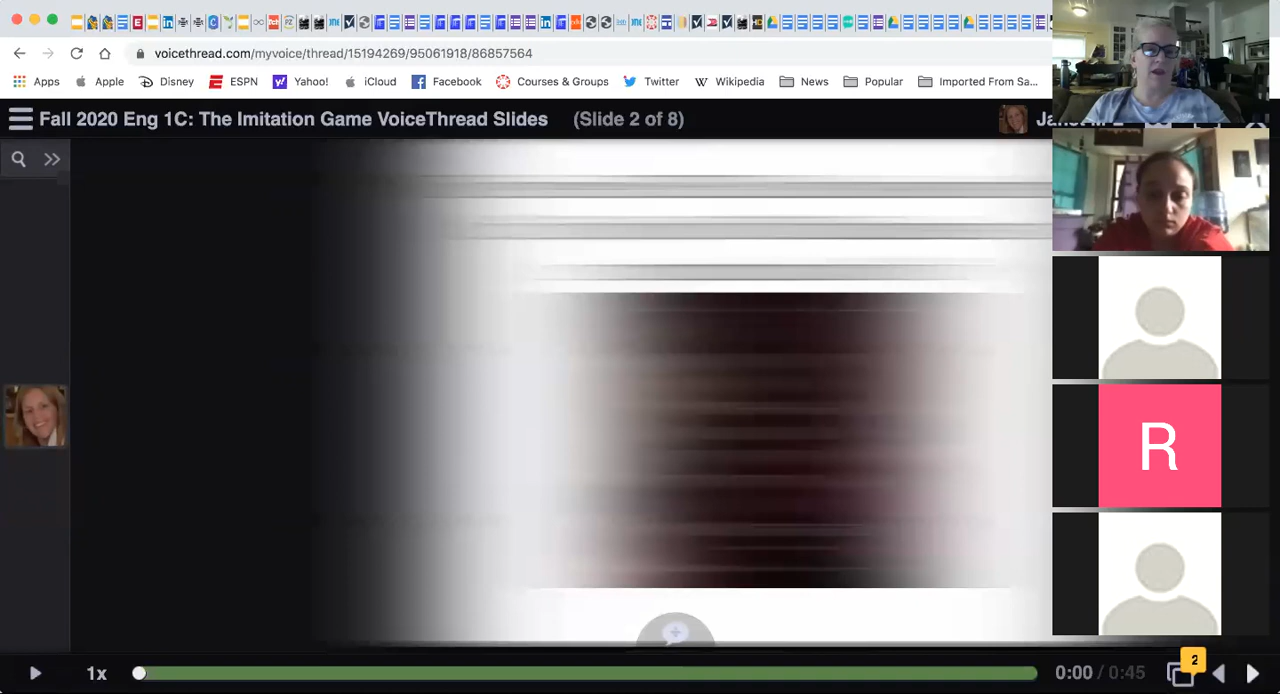 voicethread.com/myvoice/thread/15194269/95061918/86857564
Apps Apple Disney ESPN Yahoo! iCloud Facebook Courses & Groups Twitter Wikipedia News Popular Imported From Sa...
Fall 2020 Eng 1C: The Imitation Game VoiceThread Slides (Slide 2 of 8)
R
1x 0:00 / 0:45 2